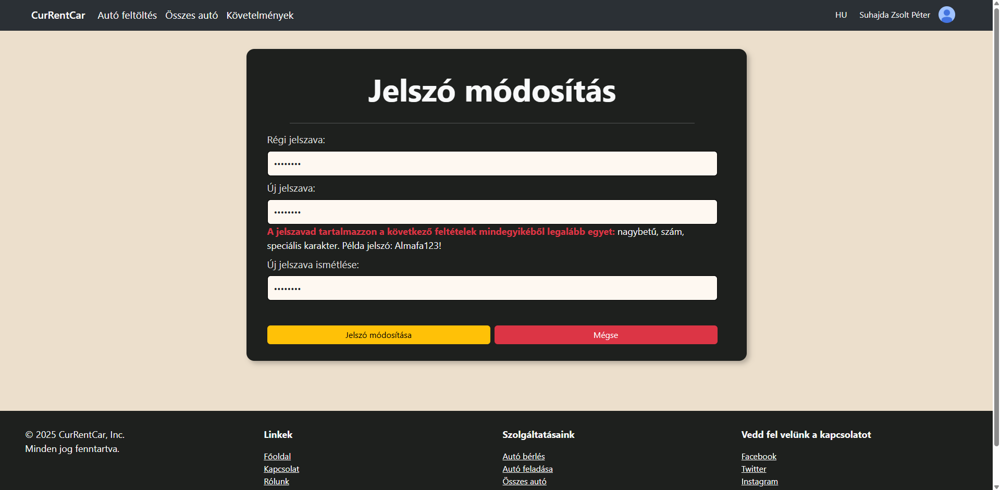 CurRentCar Autó feltöltés Összes autó Követelmények HU Suhajda Zsolt Péter
Jelszó módosítás
Régi jelszava:
••••••••
Új jelszava:
••••••••
A jelszavad tartalmazzon a következő feltételek mindegyikéből legalább egyet: nagybetű, szám,
speciális karakter. Példa jelszó: Almafa123!
Új jelszava ismétlése:
••••••••
Jelszó módosítása Mégse
© 2025 CurRentCar, Inc.
Minden jog fenntartva.
Linkek
Főoldal
Kapcsolat
Rólunk
Szolgáltatásaink
Autó bérlés
Autó feladása
Összes autó
Vedd fel velünk a kapcsolatot
Facebook
Twitter
Instagram